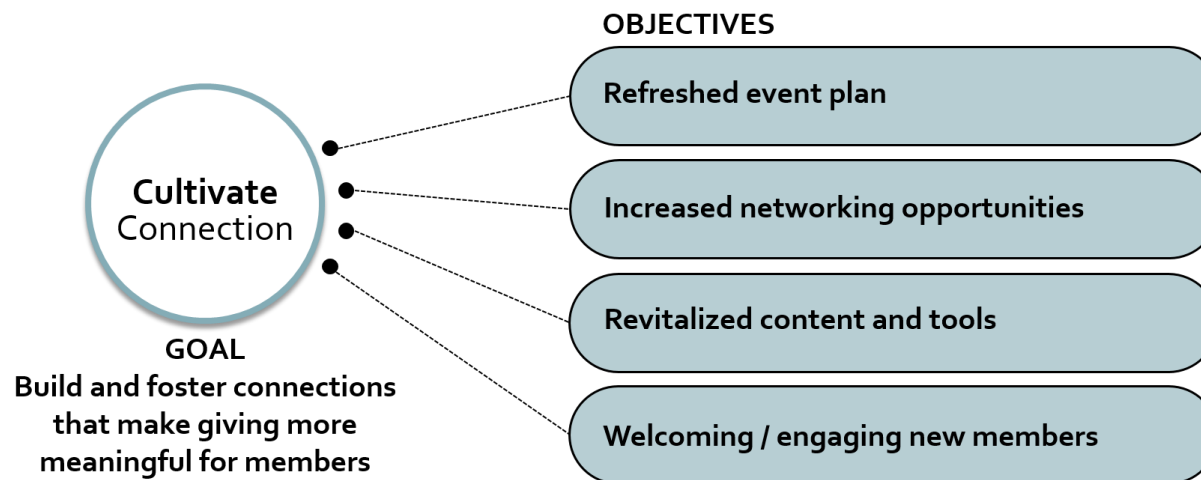 OBJECTIVES
Cultivate
Connection
GOAL
Build and foster connections
that make giving more
meaningful for members
Refreshed event plan
Increased networking opportunities
Revitalized content and tools
Welcoming / engaging new members